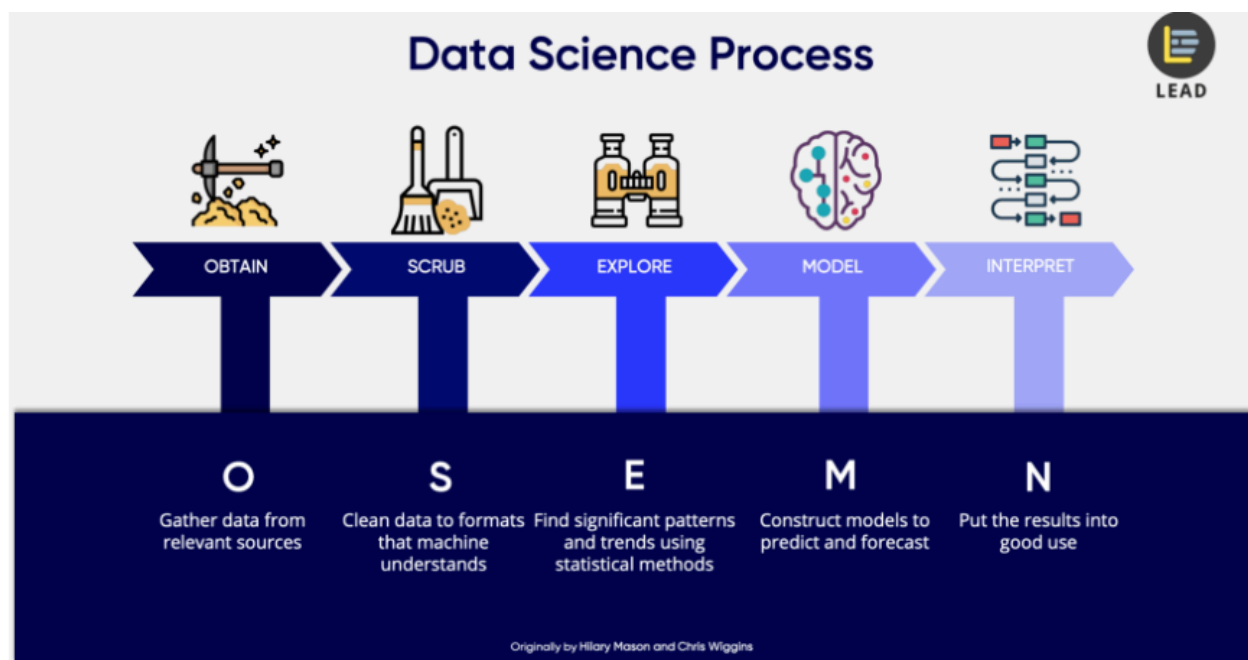 Data Science Process
LEAD
OBTAIN
SCRUB
EXPLORE
MODEL
INTERPRET
O
Gather data from
relevant sources
S
Clean data to formats
that machine
understands
E
Find significant patterns
and trends using
statistical methods
M
Construct models to
predict and forecast
N
Put the results into
good use
Originally by Hilary Mason and Chris Wiggins